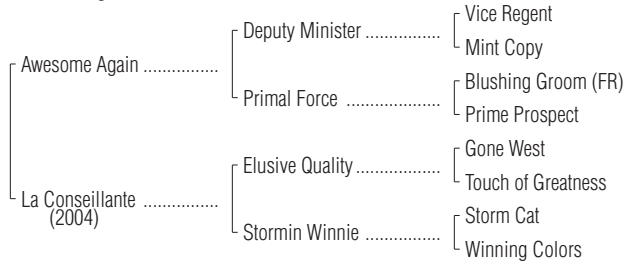 Vice Regent
Deputy Minister ................
Mint Copy
Awesome Again ................
Blushing Groom (FR)
Primal Force ................
Prime Prospect
Gone West
Elusive Quality ................
Touch of Greatness
La Conseillante ................
(2004)
Storm Cat
Stormin Winnie ................
Winning Colors